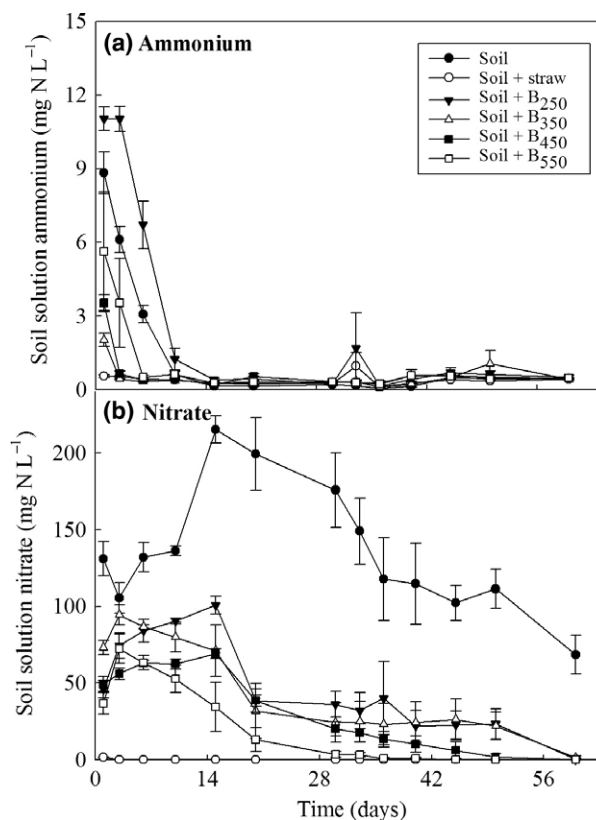 (a) Ammonium
Soil
Soil + straw
Soil + B250
Soil + B350
Soil + B450
Soil + B550
Soil solution ammonium (mg N L−1)
15
12
9
6
3
0
(b) Nitrate
Soil solution nitrate (mg N L−1)
200
150
100
50
0
0 14 28 42 56
Time (days)